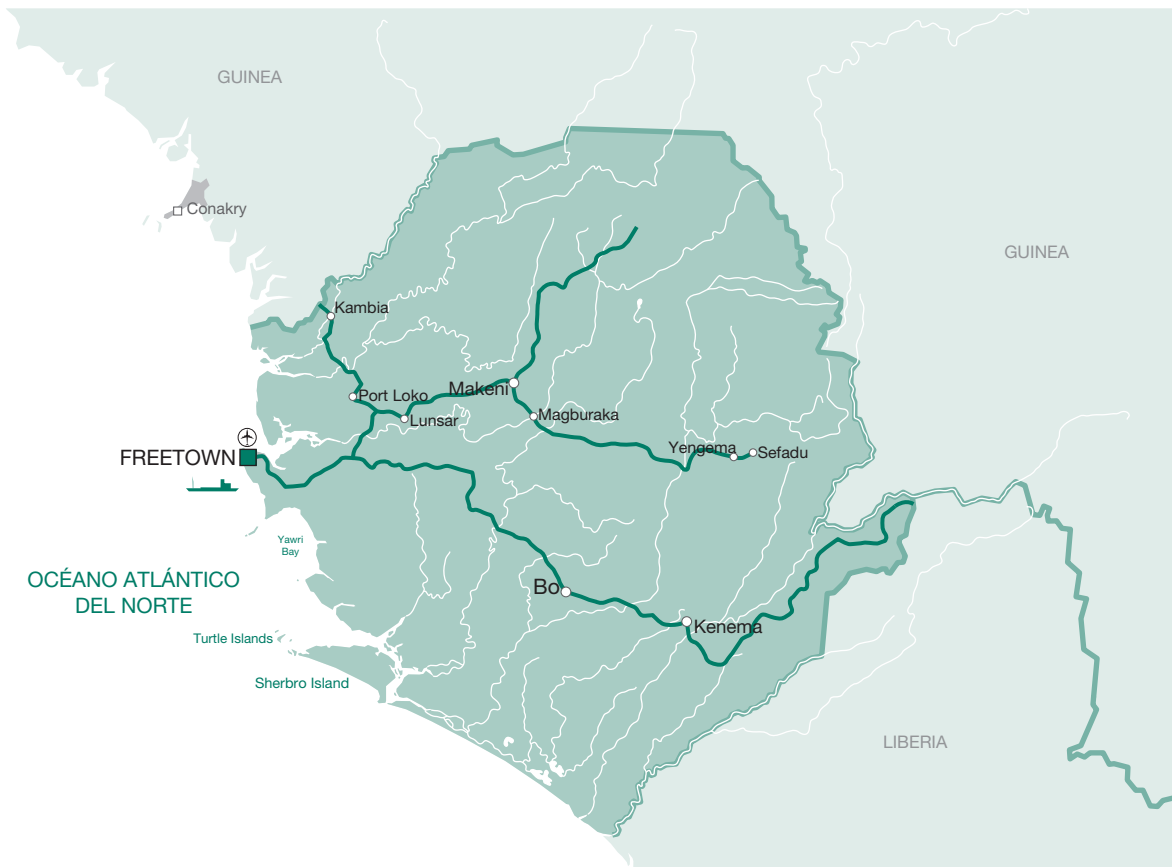 GUINEA
Conakry
GUINEA
Kambia
Makeni
Port Loko
Lunsar
Magburaka
Yengema
Sefadu
FREETOWN
Yawri
Bay
OCÉANO ATLÁNTICO
DEL NORTE
Bo
Kenema
Turtle Islands
Sherbro Island
LIBERIA